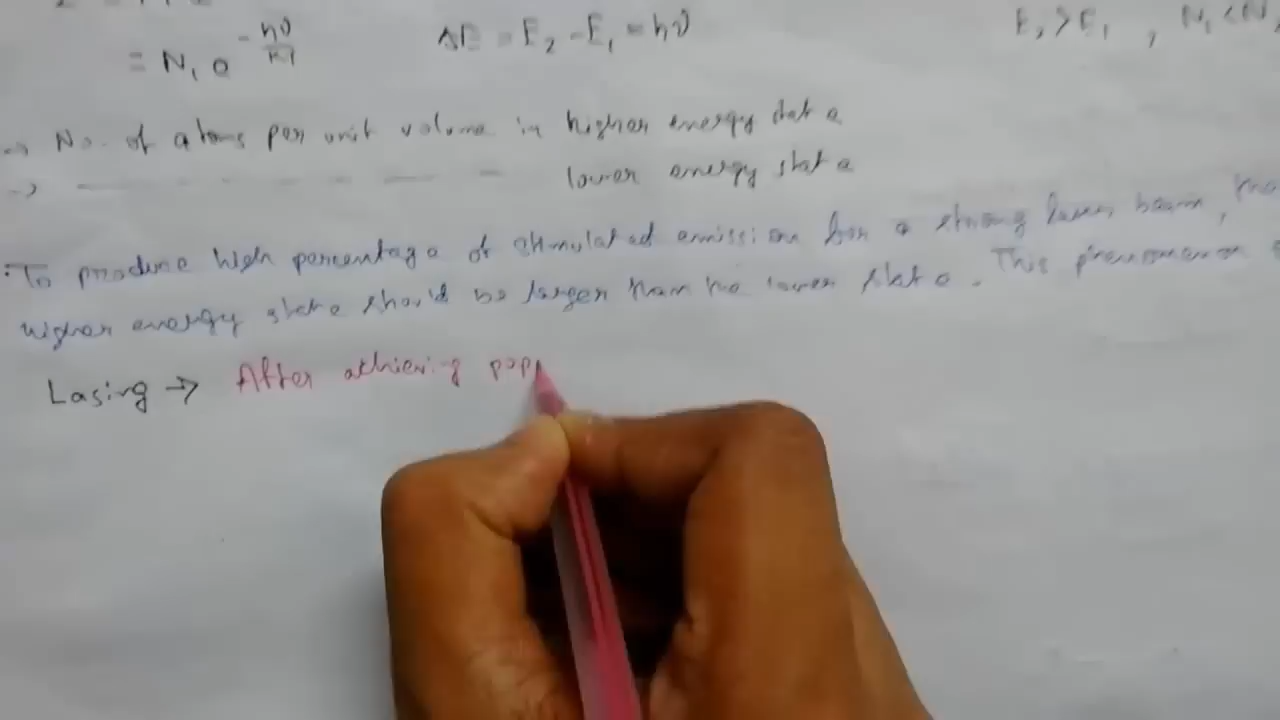 = N₁ e^(-hν/KT) ΔE = E₂ - E₁ = hν E₂ > E₁ , N₁ < N
→ No. of atoms per unit volume in higher energy state
→ — — — — — lower energy state
:To produce high percentage of stimulated emission for a strong laser beam,
higher energy state should be larger than the lower state. This phenomenon
Lasing → After achieving pop